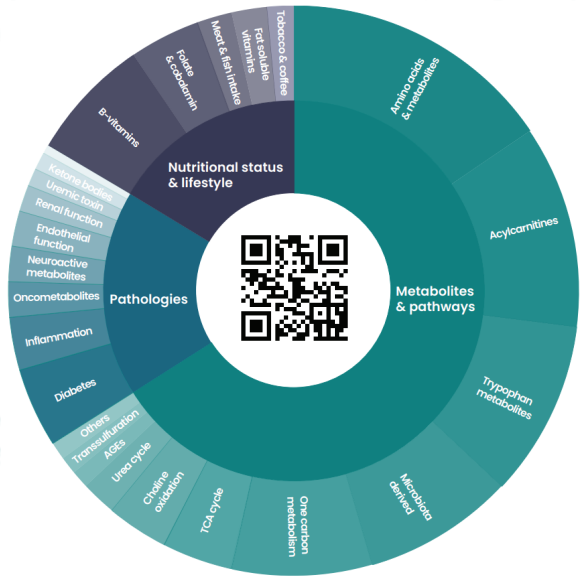 Nutritional status
& lifestyle
Metabolites
& pathways
Pathologies
Amino acids
& metabolites
Acylcarnitines
Trypophan
metabolites
Microbiota
derived
One carbon
metabolism
TCA cycle
Choline
oxidation
Urea cycle
AGEs
Transsulfuration
Others
Diabetes
Inflammation
Oncometabolites
Neuroactive
metabolites
Endothelial
function
Renal function
Uremic toxin
Ketone bodies
B-vitamins
Folate
& cobalamin
Meat & fish intake
Fat soluble
vitamins
Tobacco & coffee